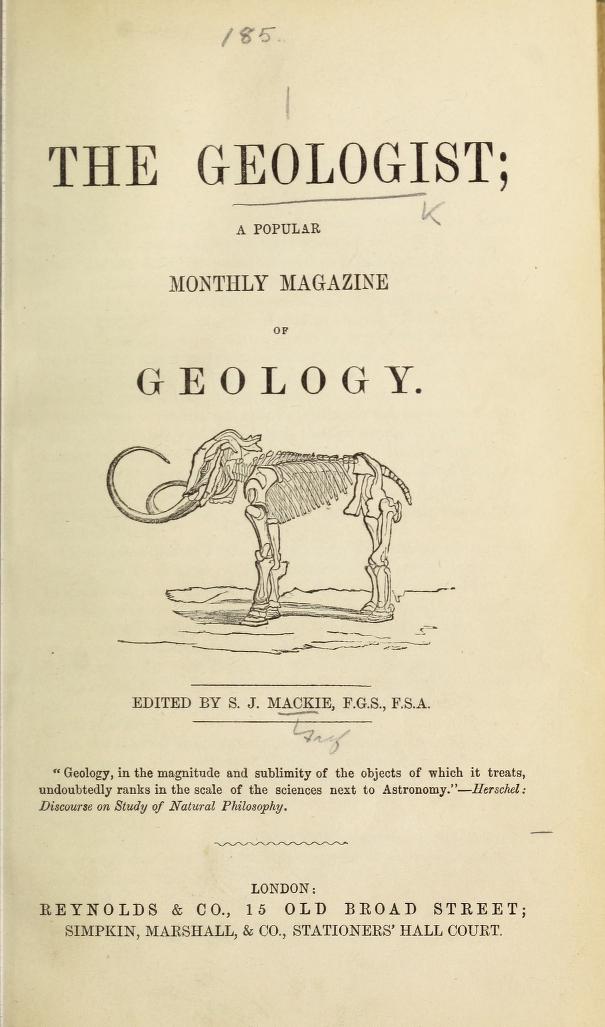 185
THE GEOLOGIST;
K
A POPULAR
MONTHLY MAGAZINE
OF
GEOLOGY.
EDITED BY S. J. MACKIE, F.G.S., F.S.A.
“Geology, in the magnitude and sublimity of the objects of which it treats,
undoubtedly ranks in the scale of the sciences next to Astronomy.”—Herschel:
Discourse on Study of Natural Philosophy.
LONDON:
REYNOLDS & CO., 15 OLD BROAD STREET;
SIMPKIN, MARSHALL, & CO., STATIONERS’ HALL COURT.